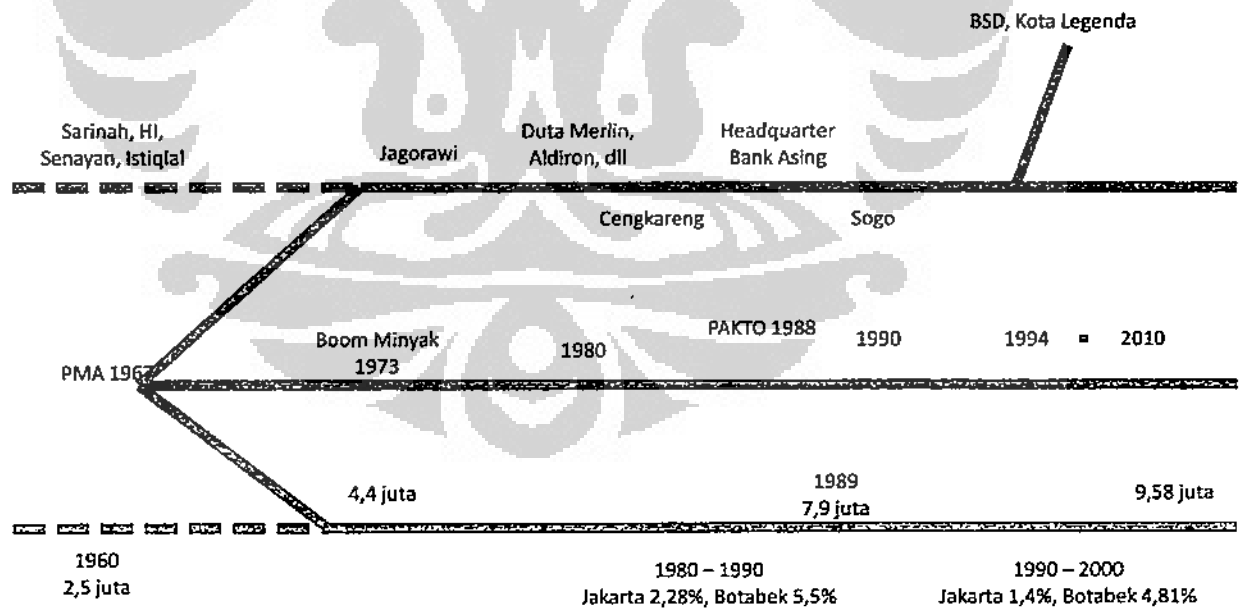 BSD, Kota Legenda
Sarinah, HI,
Senayan, Istiqlal
Jagorawi
Duta Merlin,
Aldiron, dll
Headquarter
Bank Asing
Cengkareng
Sogo
PMA 1967
Boom Minyak
1973
1980
PAKTO 1988
1990
1994
2010
4,4 juta
1989
7,9 juta
9,58 juta
1960
2,5 juta
1980 – 1990
Jakarta 2,28%, Botabek 5,5%
1990 – 2000
Jakarta 1,4%, Botabek 4,81%